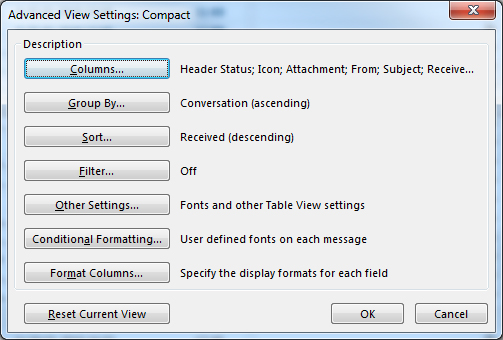 Advanced View Settings: Compact
Description
Columns... Header Status; Icon; Attachment; From; Subject; Receive...
Group By... Conversation (ascending)
Sort... Received (descending)
Filter... Off
Other Settings... Fonts and other Table View settings
Conditional Formatting... User defined fonts on each message
Format Columns... Specify the display formats for each field
Reset Current View OK Cancel